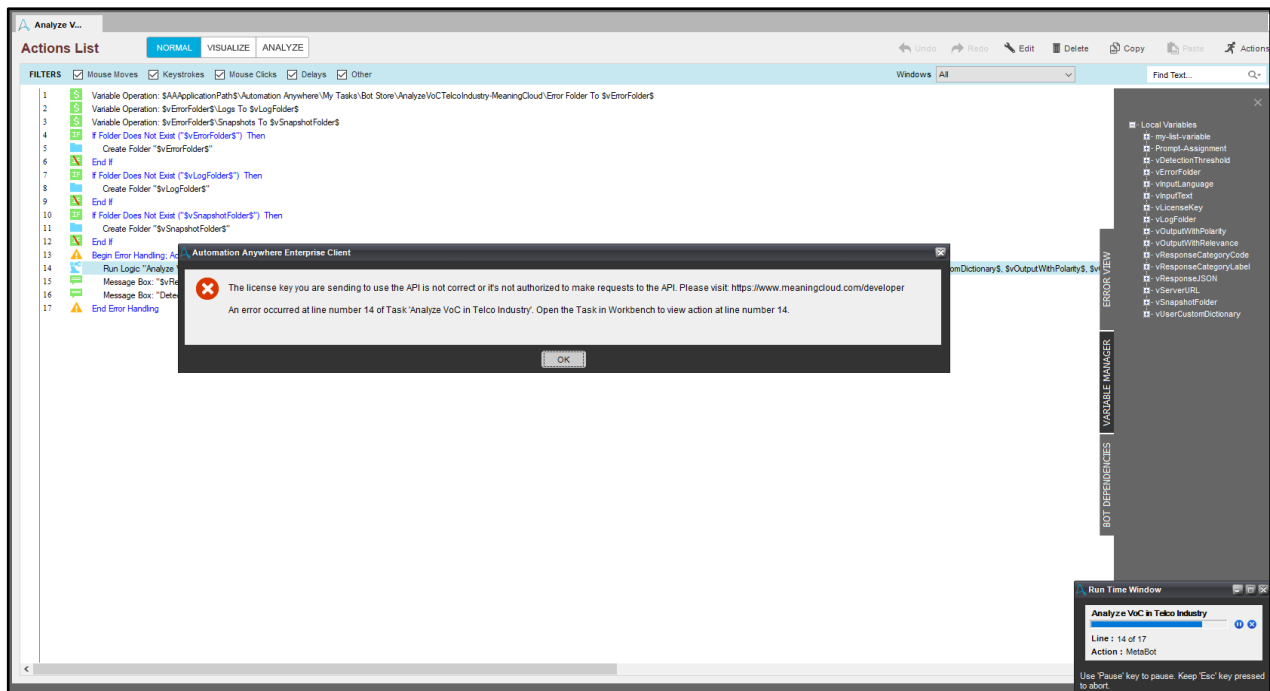 Analyze V...
Actions List
NORMAL VISUALIZE ANALYZE
Undo Redo Edit Delete Copy Paste Actions
FILTERS Mouse Moves Keystrokes Mouse Clicks Delays Other Windows All Find Text...
1 Variable Operation: $AAApplicationPath$\Automation Anywhere\My Tasks\Bot Store\AnalyzeVoCTelcoIndustry-MeaningCloud\Error Folder To $vErrorFolder$
2 Variable Operation: $vErrorFolder$\Logs To $vLogFolder$
3 Variable Operation: $vErrorFolder$\Snapshots To $vSnapshotFolder$
4 IF If Folder Does Not Exist ("$vErrorFolder$") Then
5 Create Folder "$vErrorFolder$"
6 End If
7 IF If Folder Does Not Exist ("$vLogFolder$") Then
8 Create Folder "$vLogFolder$"
9 End If
10 IF If Folder Does Not Exist ("$vSnapshotFolder$") Then
11 Create Folder "$vSnapshotFolder$"
12 End If
13 Begin Error Handling; Ac
14 Run Logic "Analyze omDictionary$, $vOutputWithPolarity$,
15 Message Box: "$vRe
16 Message Box: "Dete
17 End Error Handling
Automation Anywhere Enterprise Client
The license key you are sending to use the API is not correct or it's not authorized to make requests to the API. Please visit: https://www.meaningcloud.com/developer
An error occurred at line number 14 of Task 'Analyze VoC in Telco Industry'. Open the Task in Workbench to view action at line number 14.
OK
ERROR VIEW
VARIABLE MANAGER
BOT DEPENDENCIES
Local Variables
my-list-variable
Prompt-Assignment
vDetectionThreshold
vErrorFolder
vInputLanguage
vInputText
vLicenseKey
vLogFolder
vOutputWithPolarity
vOutputWithRelevance
vResponseCategoryCode
vResponseCategoryLabel
vResponseJSON
vServerURL
vSnapshotFolder
vUserCustomDictionary
Run Time Window
Analyze VoC in Telco Industry
Line : 14 of 17
Action : MetaBot
Use 'Pause' key to pause. Keep 'Esc' key pressed
to abort.